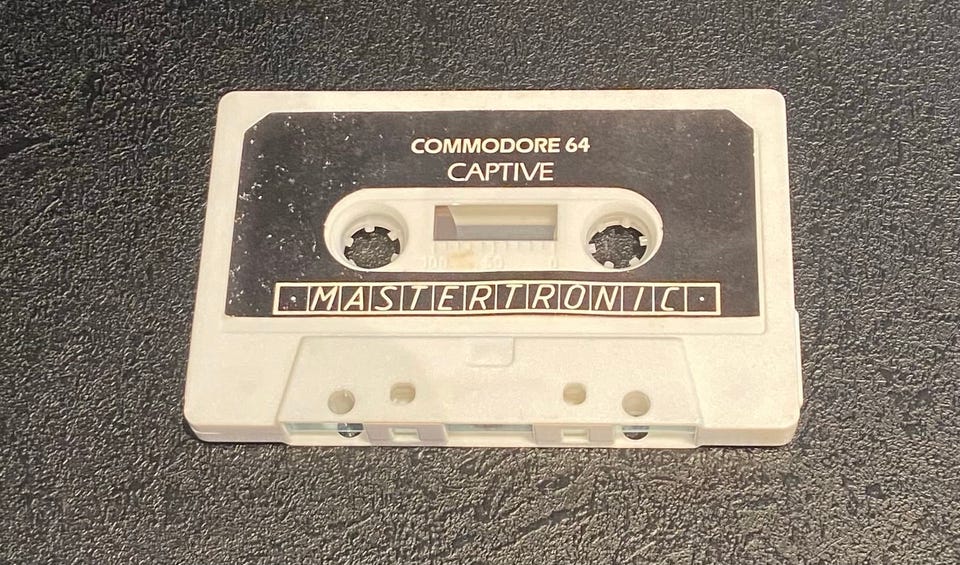 COMMODORE 64
CAPTIVE
100 50 0
MASTERTRONIC